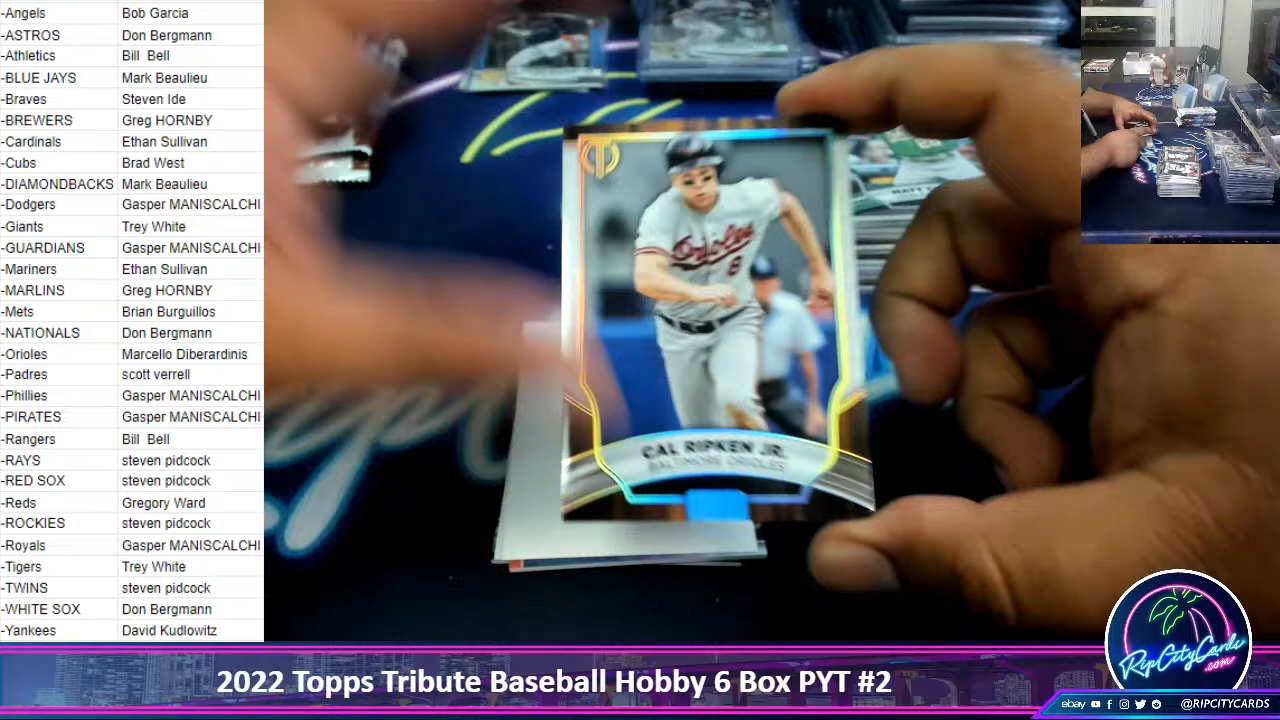 -Angels Bob Garcia
-ASTROS Don Bergmann
-Athletics Bill Bell
-BLUE JAYS Mark Beaulieu
-Braves Steven Ide
-BREWERS Greg HORNBY
-Cardinals Ethan Sullivan
-Cubs Brad West
-DIAMONDBACKS Mark Beaulieu
-Dodgers Gasper MANISCALCHI
-Giants Trey White
-GUARDIANS Gasper MANISCALCHI
-Mariners Ethan Sullivan
-MARLINS Greg HORNBY
-Mets Brian Burguillos
-NATIONALS Don Bergmann
-Orioles Marcello Diberardinis
-Padres scott verrell
-Phillies Gasper MANISCALCHI
-PIRATES Gasper MANISCALCHI
-Rangers Bill Bell
-RAYS steven pidcock
-RED SOX steven pidcock
-Reds Gregory Ward
-ROCKIES steven pidcock
-Royals Gasper MANISCALCHI
-Tigers Trey White
-TWINS steven pidcock
-WHITE SOX Don Bergmann
-Yankees David Kudlowitz
Orioles
8
CAL RIPKEN JR.
BALTIMORE ORIOLES
2022 Topps Tribute Baseball Hobby 6 Box PYT #2
RipCityCards
.com
ebay @RIPCITYCARDS